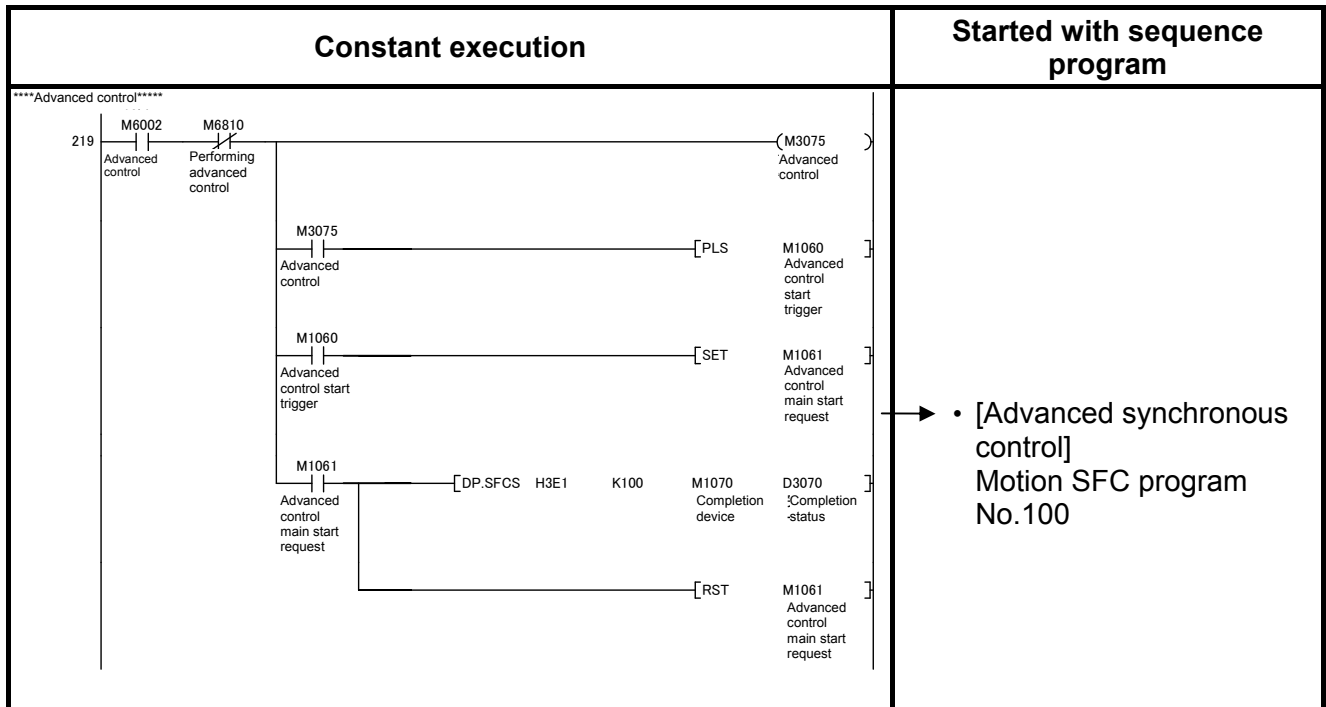 Constant execution
Started with sequence
program
****Advanced control*****
219
M6002
M6810
Advanced
control
Performing
advanced
control
(M3075 )
Advanced
control
M3075
Advanced
control
[PLS M1060 ]
Advanced
control
start
trigger
M1060
Advanced
control start
trigger
[SET M1061 ]
Advanced
control
main start
request
M1061
Advanced
control
main start
request
[DP.SFCS H3E1 K100 M1070 D3070 ]
Completion
device
Completion
status
[RST M1061 ]
Advanced
control
main start
request
• [Advanced synchronous
control]
Motion SFC program
No.100